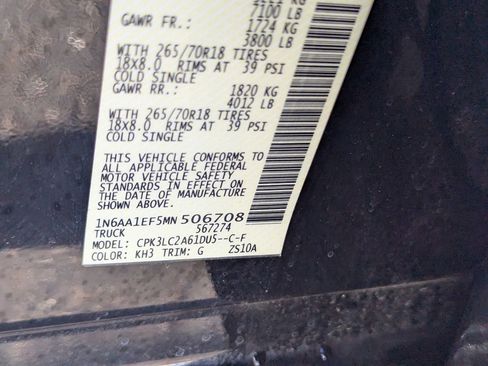 7100 LB
GAWR FR.: 1724 KG
3800 LB
WITH 265/70R18 TIRES
18X8.0 RIMS AT 39 PSI
COLD SINGLE
GAWR RR.: 1820 KG
4012 LB
WITH 265/70R18 TIRES
18X8.0 RIMS AT 39 PSI
COLD SINGLE
THIS VEHICLE CONFORMS TO
ALL APPLICABLE FEDERAL
MOTOR VEHICLE SAFETY
STANDARDS IN EFFECT ON
THE DATE OF MANUFACTURE
SHOWN ABOVE.
1N6AA1EF5MN506708
TRUCK 567274
MODEL: CPK3LC2A61DU5--C-F
COLOR: KH3 TRIM: G ZS10A